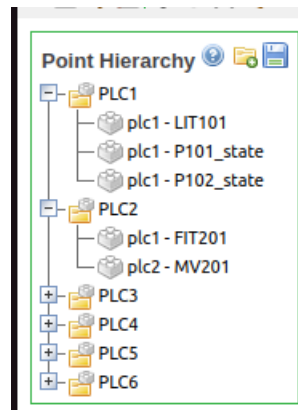 Point Hierarchy
PLC1
plc1 - LIT101
plc1 - P101_state
plc1 - P102_state
PLC2
plc1 - FIT201
plc2 - MV201
PLC3
PLC4
PLC5
PLC6